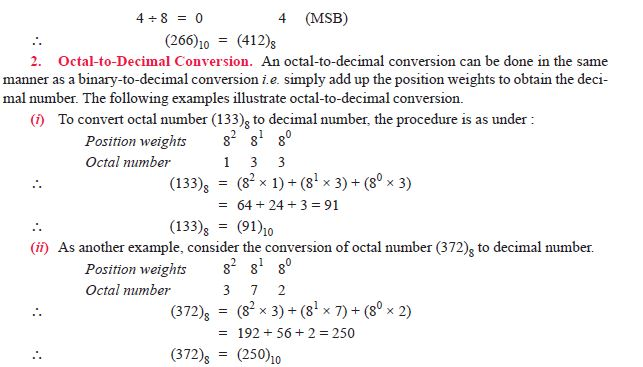 4 ÷ 8 = 0 4 (MSB)
∴ (266)₁₀ = (412)₈
2. Octal-to-Decimal Conversion. An octal-to-decimal conversion can be done in the same
manner as a binary-to-decimal conversion i.e. simply add up the position weights to obtain the deci-
mal number. The following examples illustrate octal-to-decimal conversion.
(i) To convert octal number (133)₈ to decimal number, the procedure is as under :
Position weights 8² 8¹ 8⁰
Octal number 1 3 3
∴ (133)₈ = (8² × 1) + (8¹ × 3) + (8⁰ × 3)
= 64 + 24 + 3 = 91
∴ (133)₈ = (91)₁₀
(ii) As another example, consider the conversion of octal number (372)₈ to decimal number.
Position weights 8² 8¹ 8⁰
Octal number 3 7 2
∴ (372)₈ = (8² × 3) + (8¹ × 7) + (8⁰ × 2)
= 192 + 56 + 2 = 250
∴ (372)₈ = (250)₁₀